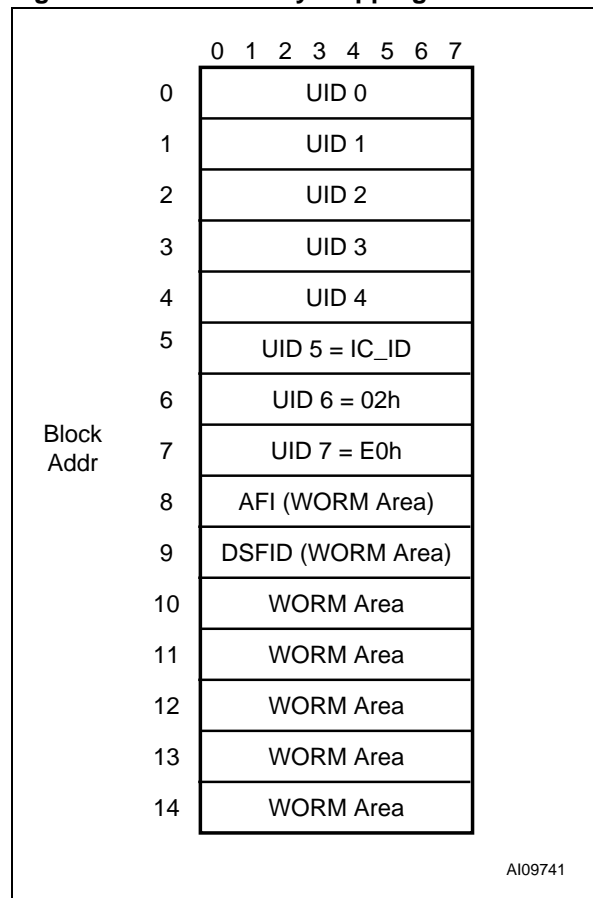 0 1 2 3 4 5 6 7
0 UID 0
1 UID 1
2 UID 2
3 UID 3
4 UID 4
5 UID 5 = IC_ID
6 UID 6 = 02h
Block
Addr
7 UID 7 = E0h
8 AFI (WORM Area)
9 DSFID (WORM Area)
10 WORM Area
11 WORM Area
12 WORM Area
13 WORM Area
14 WORM Area
AI09741